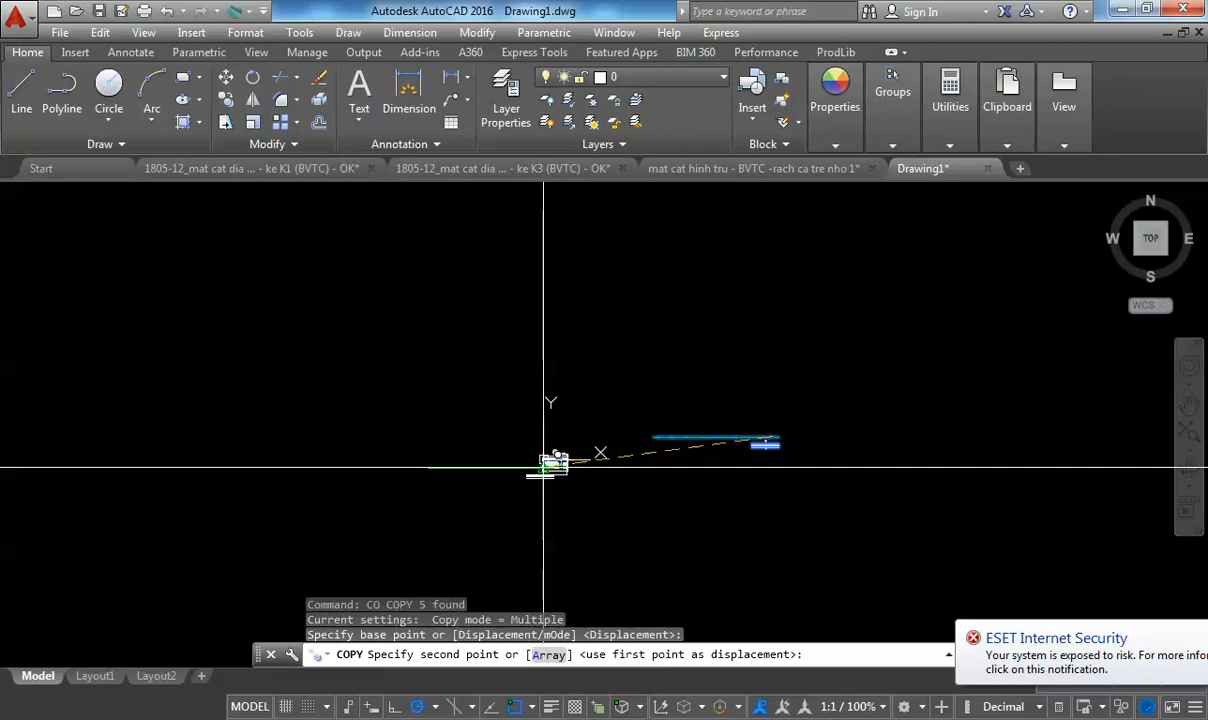 Autodesk AutoCAD 2016 Drawing1.dwg
Type a keyword or phrase
Sign In
File Edit View Insert Format Tools Draw Dimension Modify Parametric Window Help Express
Home Insert Annotate Parametric View Manage Output Add-ins A360 Express Tools Featured Apps BIM 360 Performance ProdLib
0
Line Polyline Circle Arc
Text Dimension
Layer Properties
Insert
Properties Groups Utilities Clipboard View
Draw Modify Annotation Layers Block
Start
1805-12_mat cat dia ... - ke K1 (BVTC) - OK*
1805-12_mat cat dia ... - ke K3 (BVTC) - OK*
mat cat hinh tru - BVTC -rach ca tre nho 1*
Drawing1*
N
W TOP E
S
WCS
Y
X
Command: CO COPY 5 found
Current settings: Copy mode = Multiple
Specify base point or [Displacement/mOde] <Displacement>:
COPY Specify second point or [Array] <use first point as displacement>:
ESET Internet Security
Your system is exposed to risk. For more info
click on this notification.
Model Layout1 Layout2 +
MODEL
1:1 / 100%
Decimal